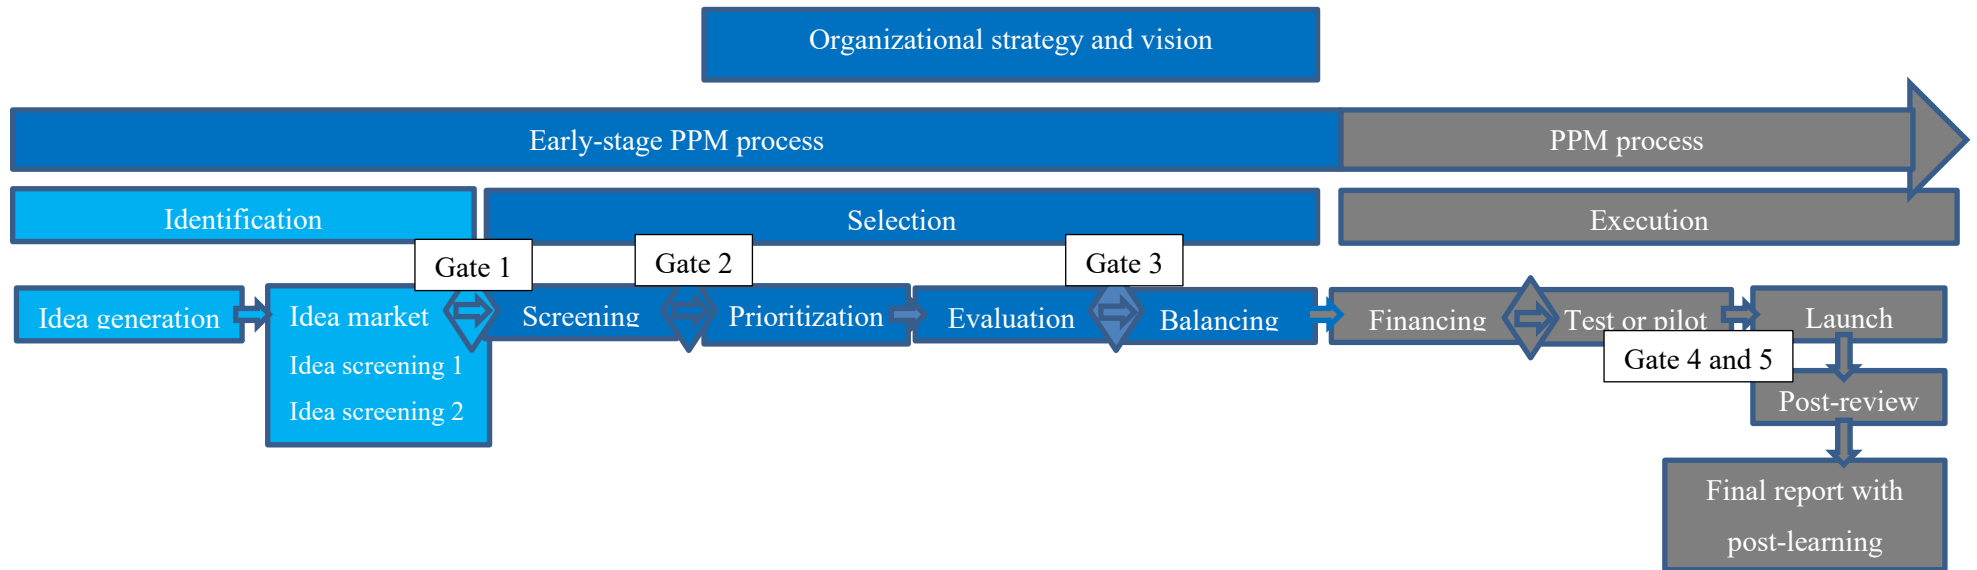 Organizational strategy and vision
Early-stage PPM process
PPM process
Identification
Selection
Execution
Gate 1
Gate 2
Gate 3
Idea generation
Idea market
Idea screening 1
Idea screening 2
Screening
Prioritization
Evaluation
Balancing
Financing
Test or pilot
Launch
Gate 4 and 5
Post-review
Final report with
post-learning